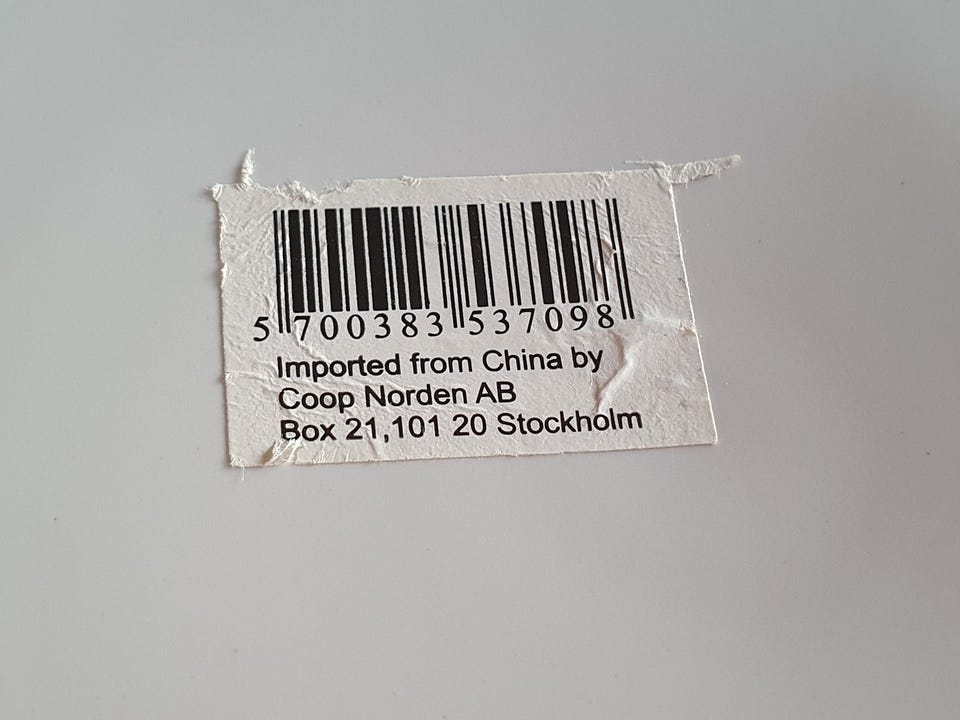 5 700383 537098
Imported from China by
Coop Norden AB
Box 21,101 20 Stockholm